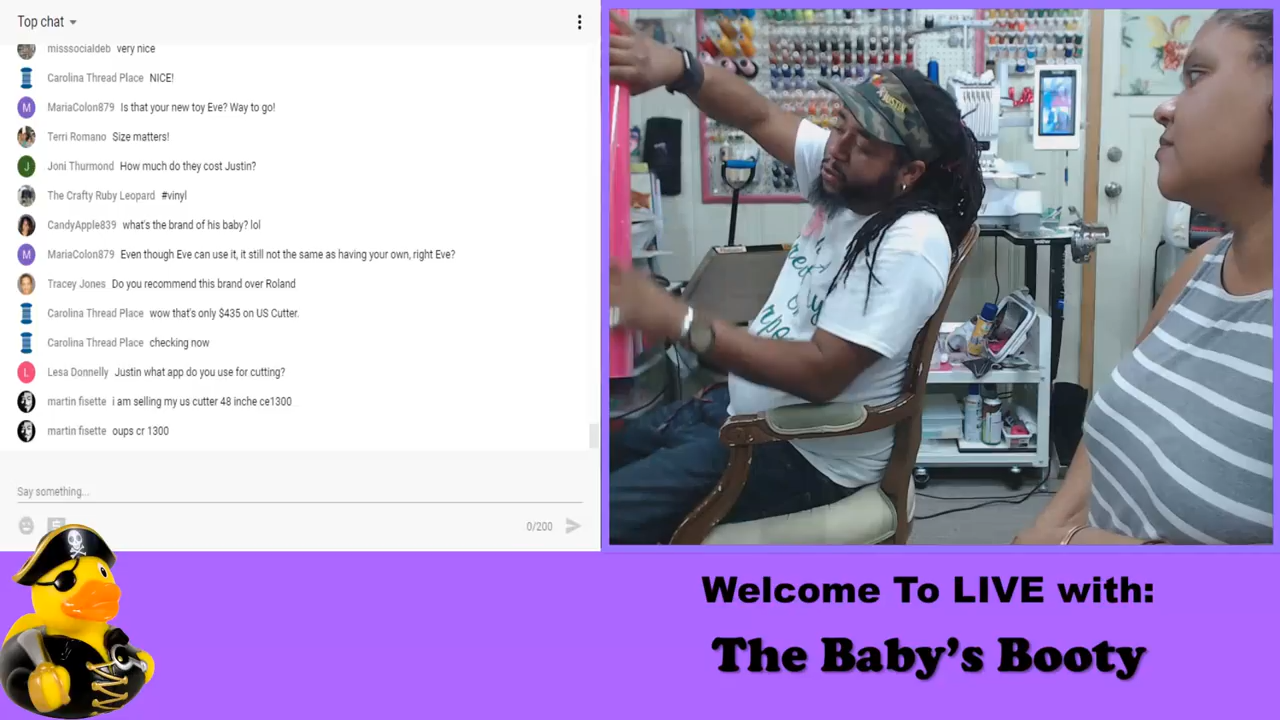 Top chat
misssocialdeb very nice
Carolina Thread Place NICE!
MariaColon879 Is that your new toy Eve? Way to go!
Terri Romano Size matters!
Joni Thurmond How much do they cost Justin?
The Crafty Ruby Leopard #vinyl
CandyApple839 what's the brand of his baby? lol
MariaColon879 Even though Eve can use it, it still not the same as having your own, right Eve?
Tracey Jones Do you recommend this brand over Roland
Carolina Thread Place wow that's only $435 on US Cutter.
Carolina Thread Place checking now
Lesa Donnelly Justin what app do you use for cutting?
martin fisette i am selling my us cutter 48 inche ce1300
martin fisette oups cr 1300
Say something...
0/200
Welcome To LIVE with:
The Baby's Booty